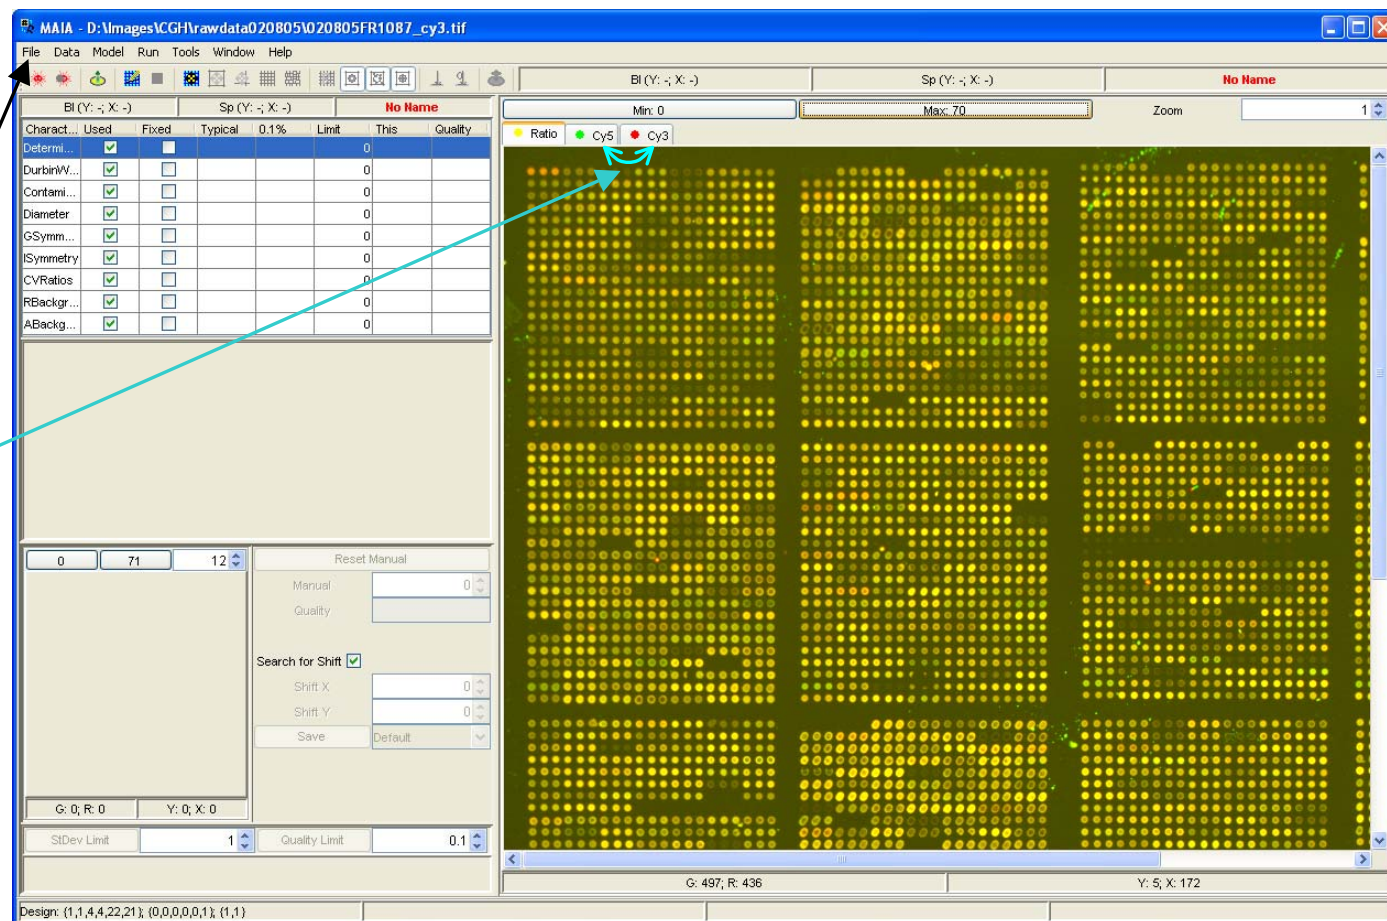 MAIA - D:\Images\CGH\rawdata020805\020805FR1087_cy3.tif
File Data Model Run Tools Window Help
Bl (Y: -; X: -) Sp (Y: -; X: -) No Name
Bl (Y: -; X: -) Sp (Y: -; X: -) No Name
Min: 0 Max: 70 Zoom 1
Charact... Used Fixed Typical 0.1% Limit This Quality
Ratio Cy5 Cy3
Determi... 0
DurbinW... 0
Contami... 0
Diameter 0
GSymm... 0
ISymmetry 0
CVRatios 0
RBackgr... 0
ABackg... 0
0 71 12 Reset Manual
Manual 0
Quality
Search for Shift
Shift X 0
Shift Y 0
Save Default
G: 0; R: 0 Y: 0; X: 0
StDev Limit 1 Quality Limit 0.1
G: 497; R: 436 Y: 5; X: 172
Design: {1,1,4,4,22,21}; {0,0,0,0,0,1}; {1,1}